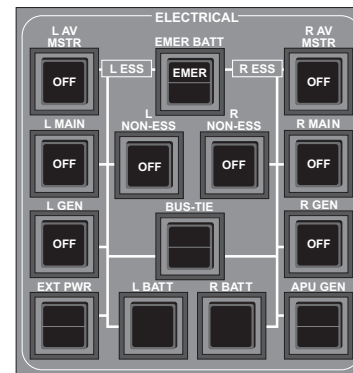 ELECTRICAL
L AV
MSTR
EMER BATT
R AV
MSTR
OFF
L ESS
EMER
R ESS
OFF
L MAIN
L
NON-ESS
R
NON-ESS
R MAIN
OFF
OFF
OFF
OFF
L GEN
BUS-TIE
R GEN
OFF
OFF
EXT PWR
L BATT
R BATT
APU GEN